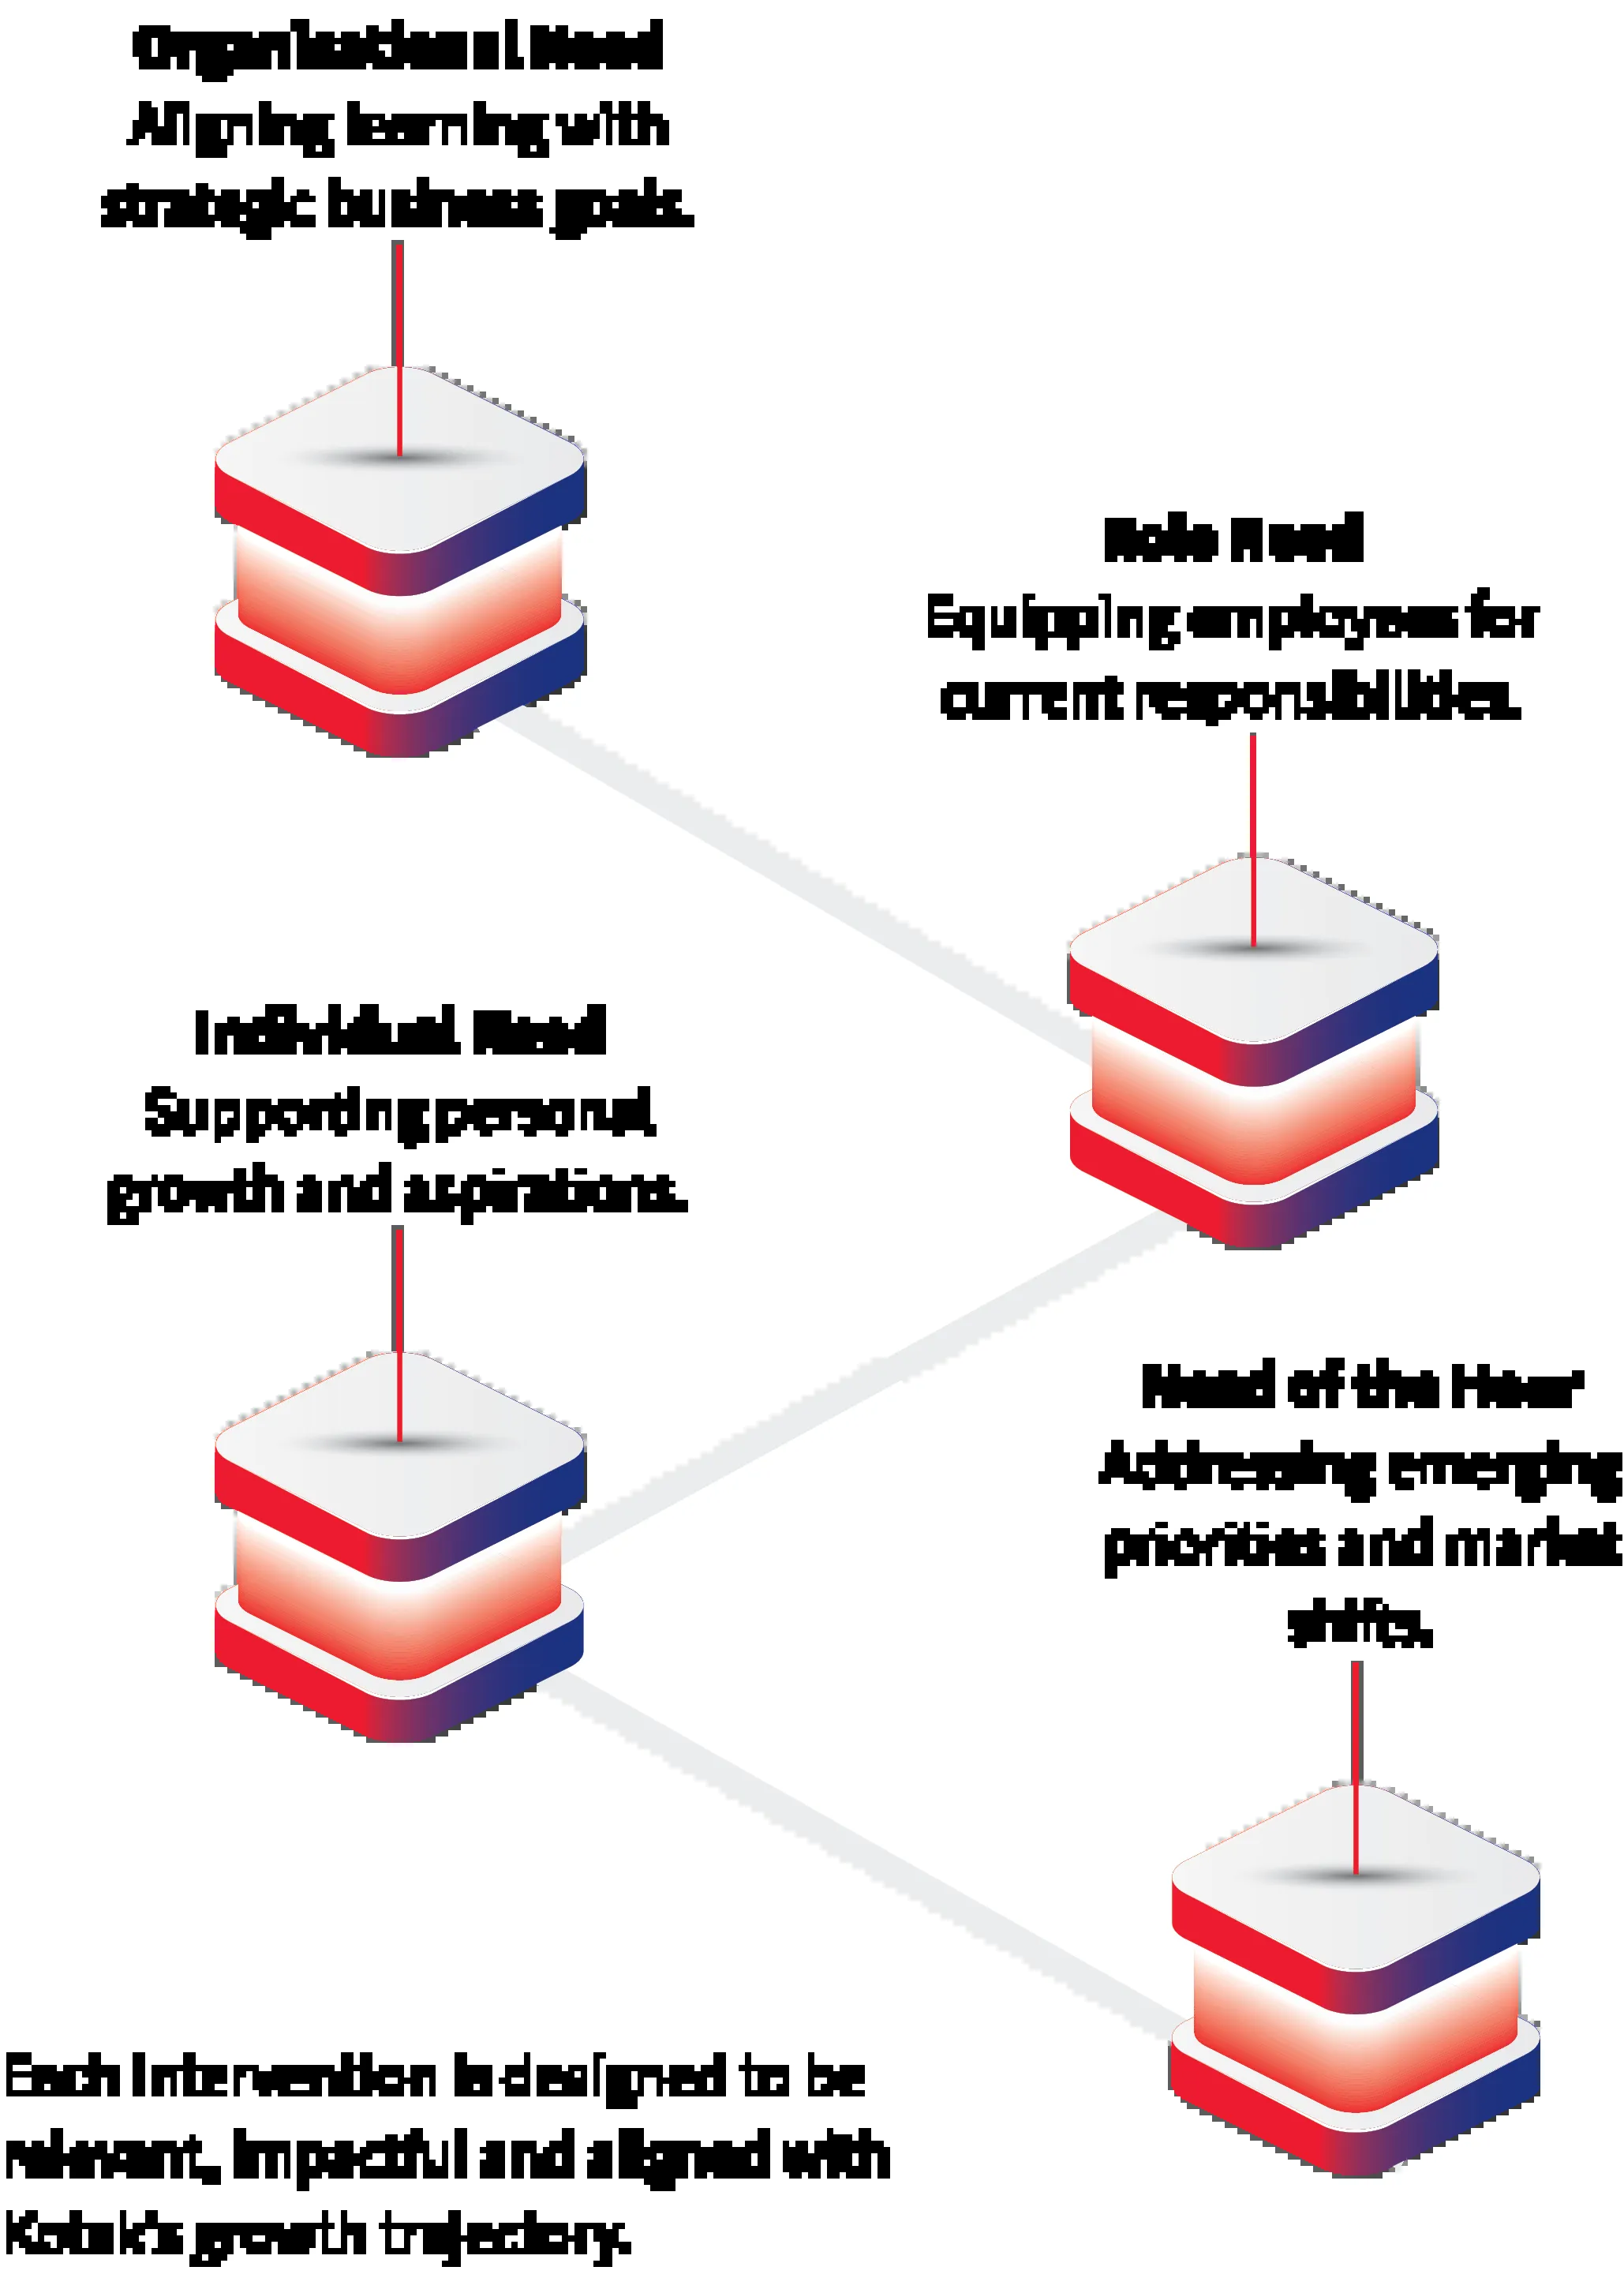 Organizational Need
Aligning learning with
strategic business goals.
Role Need
Equipping employees for
current responsibilities.
Individual Need
Supporting personal
growth and aspirations.
Need of the Hour
Addressing emerging
priorities and market
shifts.
Each intervention is designed to be
relevant, impactful and aligned with
Kotak's growth trajectory.